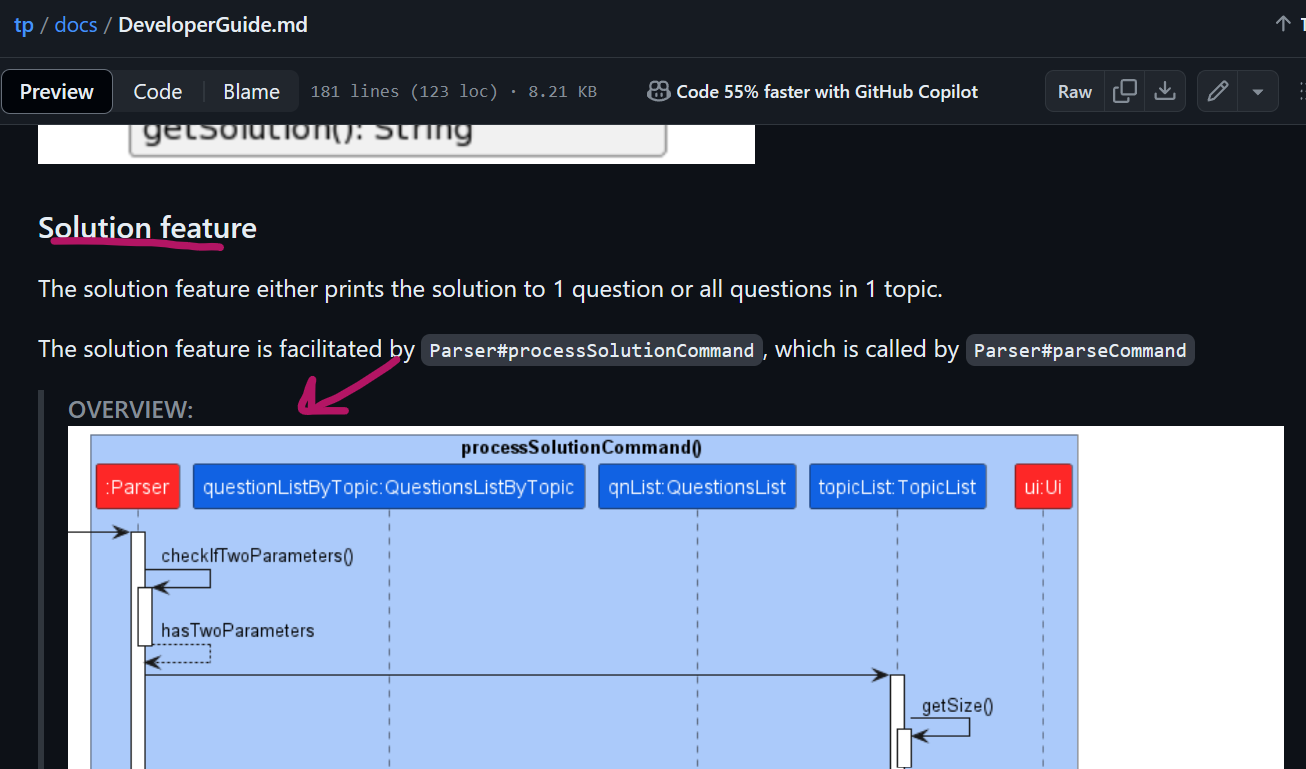 tp / docs / DeveloperGuide.md
Preview Code Blame 181 lines (123 loc) · 8.21 KB Code 55% faster with GitHub Copilot Raw
getSolution(): String
Solution feature
The solution feature either prints the solution to 1 question or all questions in 1 topic.
The solution feature is facilitated by Parser#processSolutionCommand, which is called by Parser#parseCommand
OVERVIEW:
processSolutionCommand()
:Parser questionListByTopic:QuestionsListByTopic qnList:QuestionsList topicList:TopicList ui:Ui
checkIfTwoParameters()
hasTwoParameters
getSize()